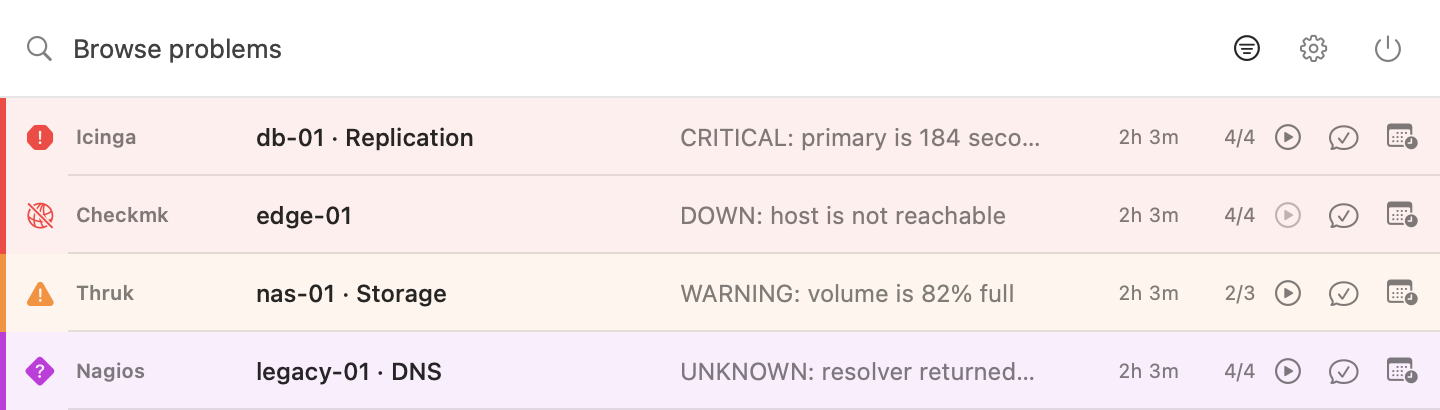 Browse problems
Icinga db-01 · Replication CRITICAL: primary is 184 seco... 2h 3m 4/4
Checkmk edge-01 DOWN: host is not reachable 2h 3m 4/4
Thruk nas-01 · Storage WARNING: volume is 82% full 2h 3m 2/3
Nagios legacy-01 · DNS UNKNOWN: resolver returned... 2h 3m 4/4